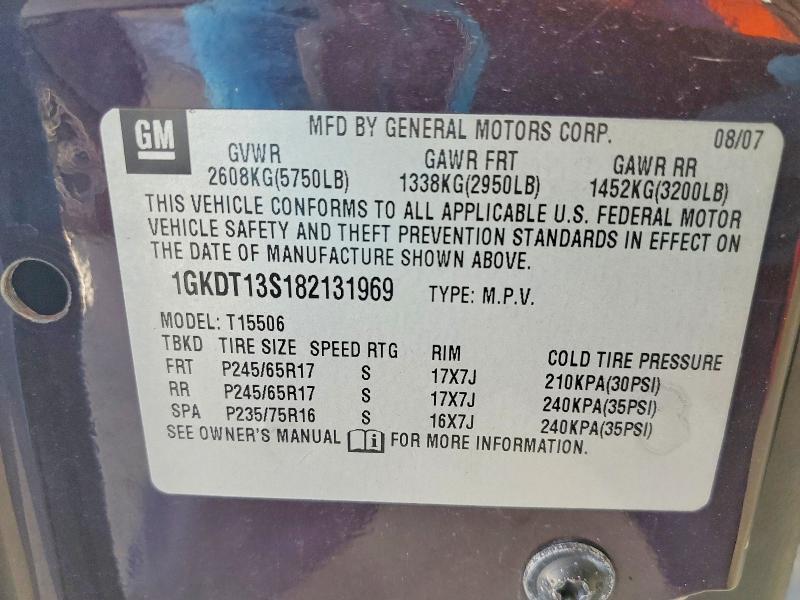 GM
MFD BY GENERAL MOTORS CORP. 08/07
GVWR GAWR FRT GAWR RR
2608KG(5750LB) 1338KG(2950LB) 1452KG(3200LB)
THIS VEHICLE CONFORMS TO ALL APPLICABLE U.S. FEDERAL MOTOR
VEHICLE SAFETY AND THEFT PREVENTION STANDARDS IN EFFECT ON
THE DATE OF MANUFACTURE SHOWN ABOVE.
1GKDT13S182131969 TYPE: M.P.V.
MODEL: T15506
TBKD TIRE SIZE SPEED RTG RIM COLD TIRE PRESSURE
FRT P245/65R17 S 17X7J 210KPA(30PSI)
RR P245/65R17 S 17X7J 240KPA(35PSI)
SPA P235/75R16 S 16X7J 240KPA(35PSI)
SEE OWNER'S MANUAL i FOR MORE INFORMATION.